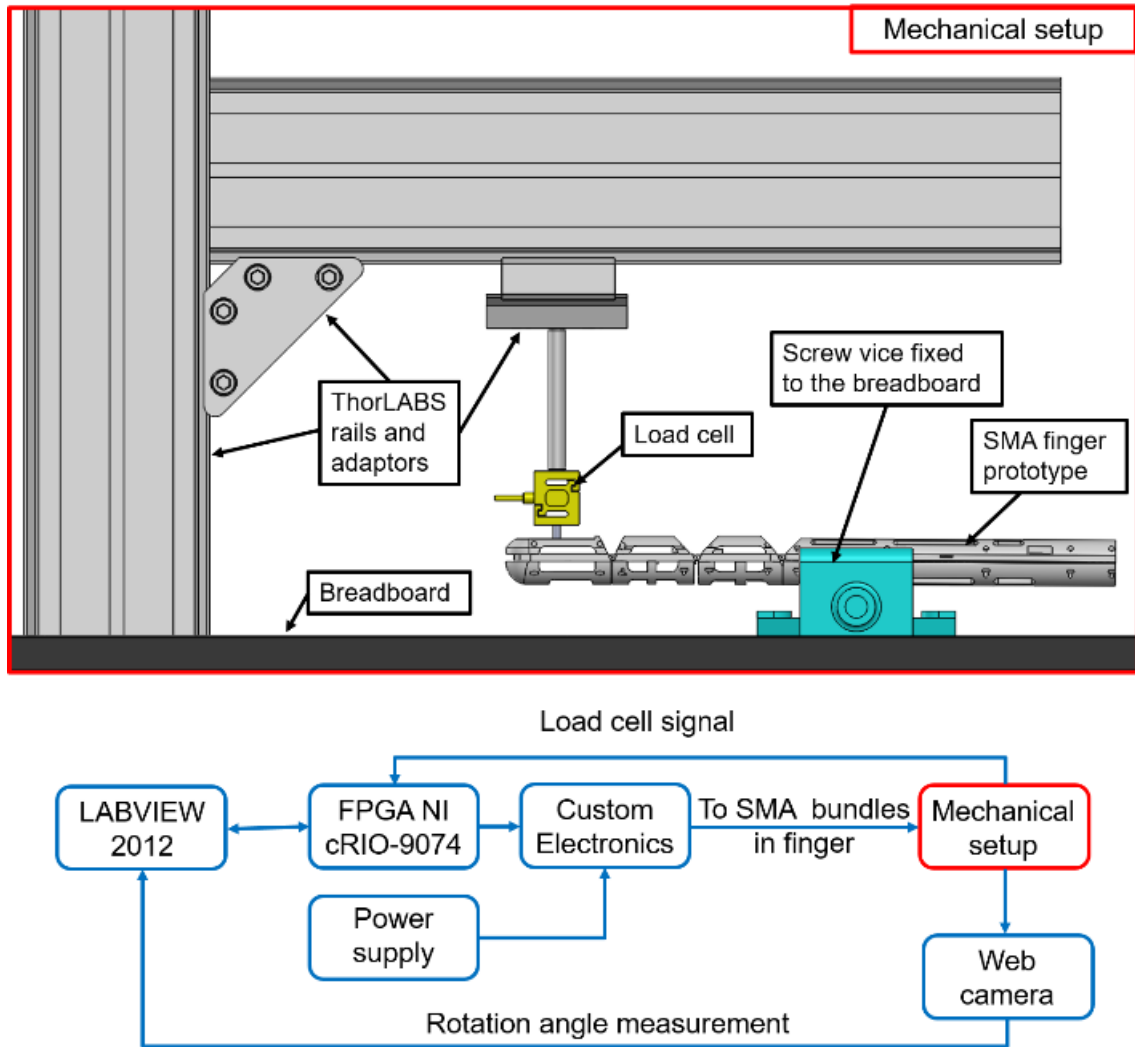 Mechanical setup
Screw vice fixed
to the breadboard
ThorLABS
rails and
adaptors
Load cell
SMA finger
prototype
Breadboard
Load cell signal
LABVIEW
2012
FPGA NI
cRIO-9074
Custom
Electronics
To SMA bundles
in finger
Mechanical
setup
Power
supply
Web
camera
Rotation angle measurement